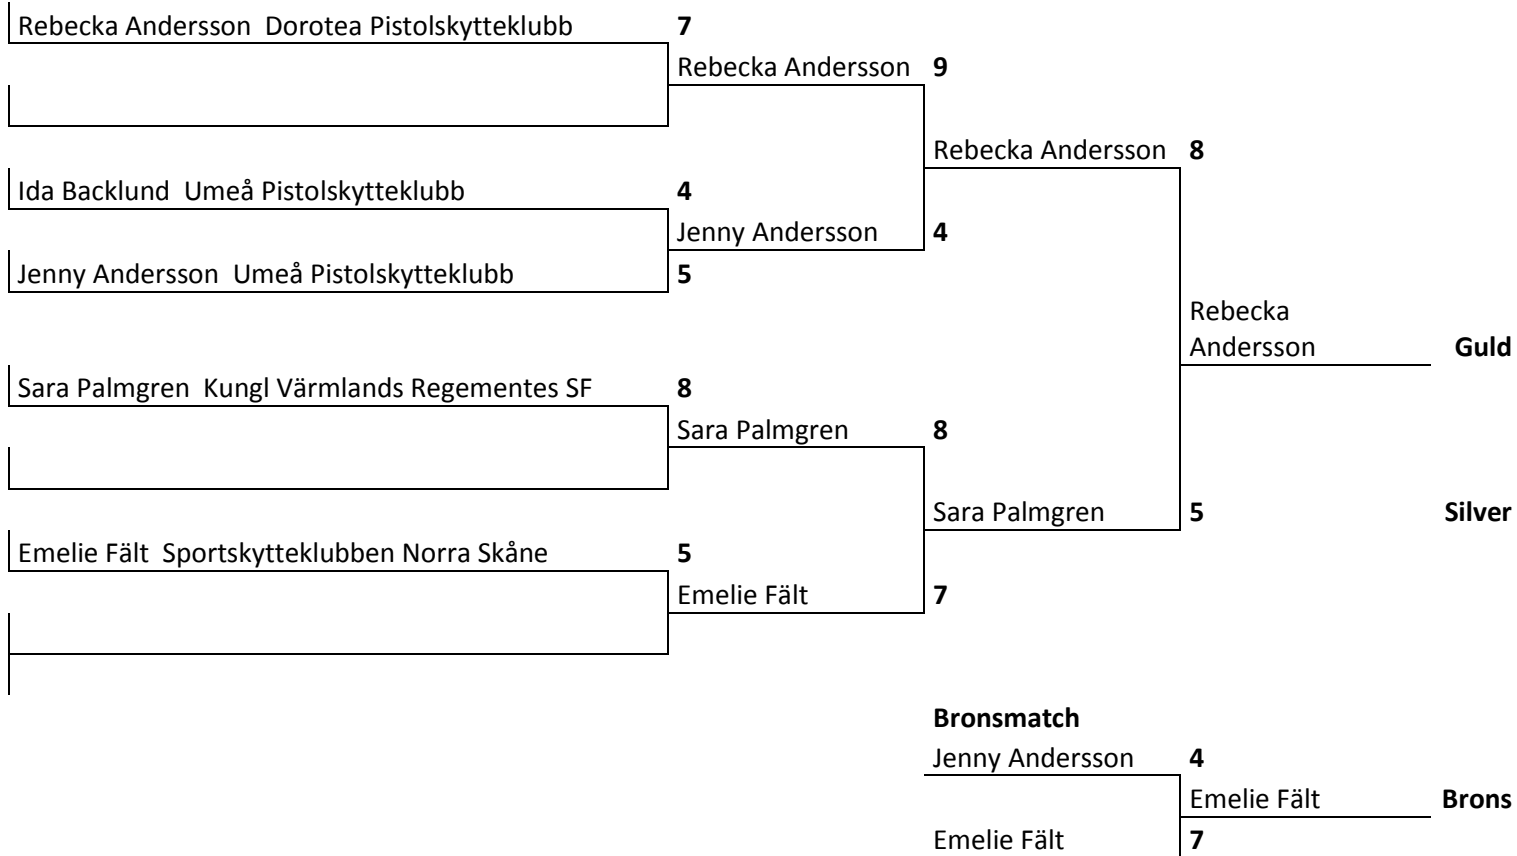 Rebecka Andersson  Dorotea Pistolskytteklubb 7
Rebecka Andersson 9
Rebecka Andersson 8
Ida Backlund  Umeå Pistolskytteklubb 4
Jenny Andersson 4
Jenny Andersson  Umeå Pistolskytteklubb 5
Rebecka
Andersson Guld
Sara Palmgren  Kungl Värmlands Regementes SF 8
Sara Palmgren 8
Sara Palmgren 5 Silver
Emelie Fält  Sportskytteklubben Norra Skåne 5
Emelie Fält 7
Bronsmatch
Jenny Andersson 4
Emelie Fält Brons
Emelie Fält 7